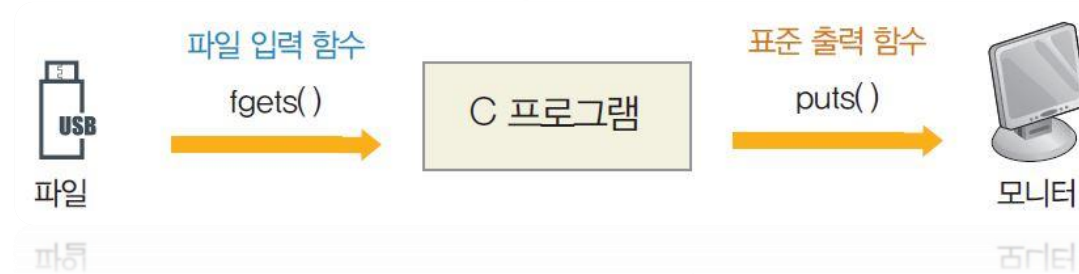 파일 입력 함수
fgets( )
USB
파일
C 프로그램
표준 출력 함수
puts( )
모니터